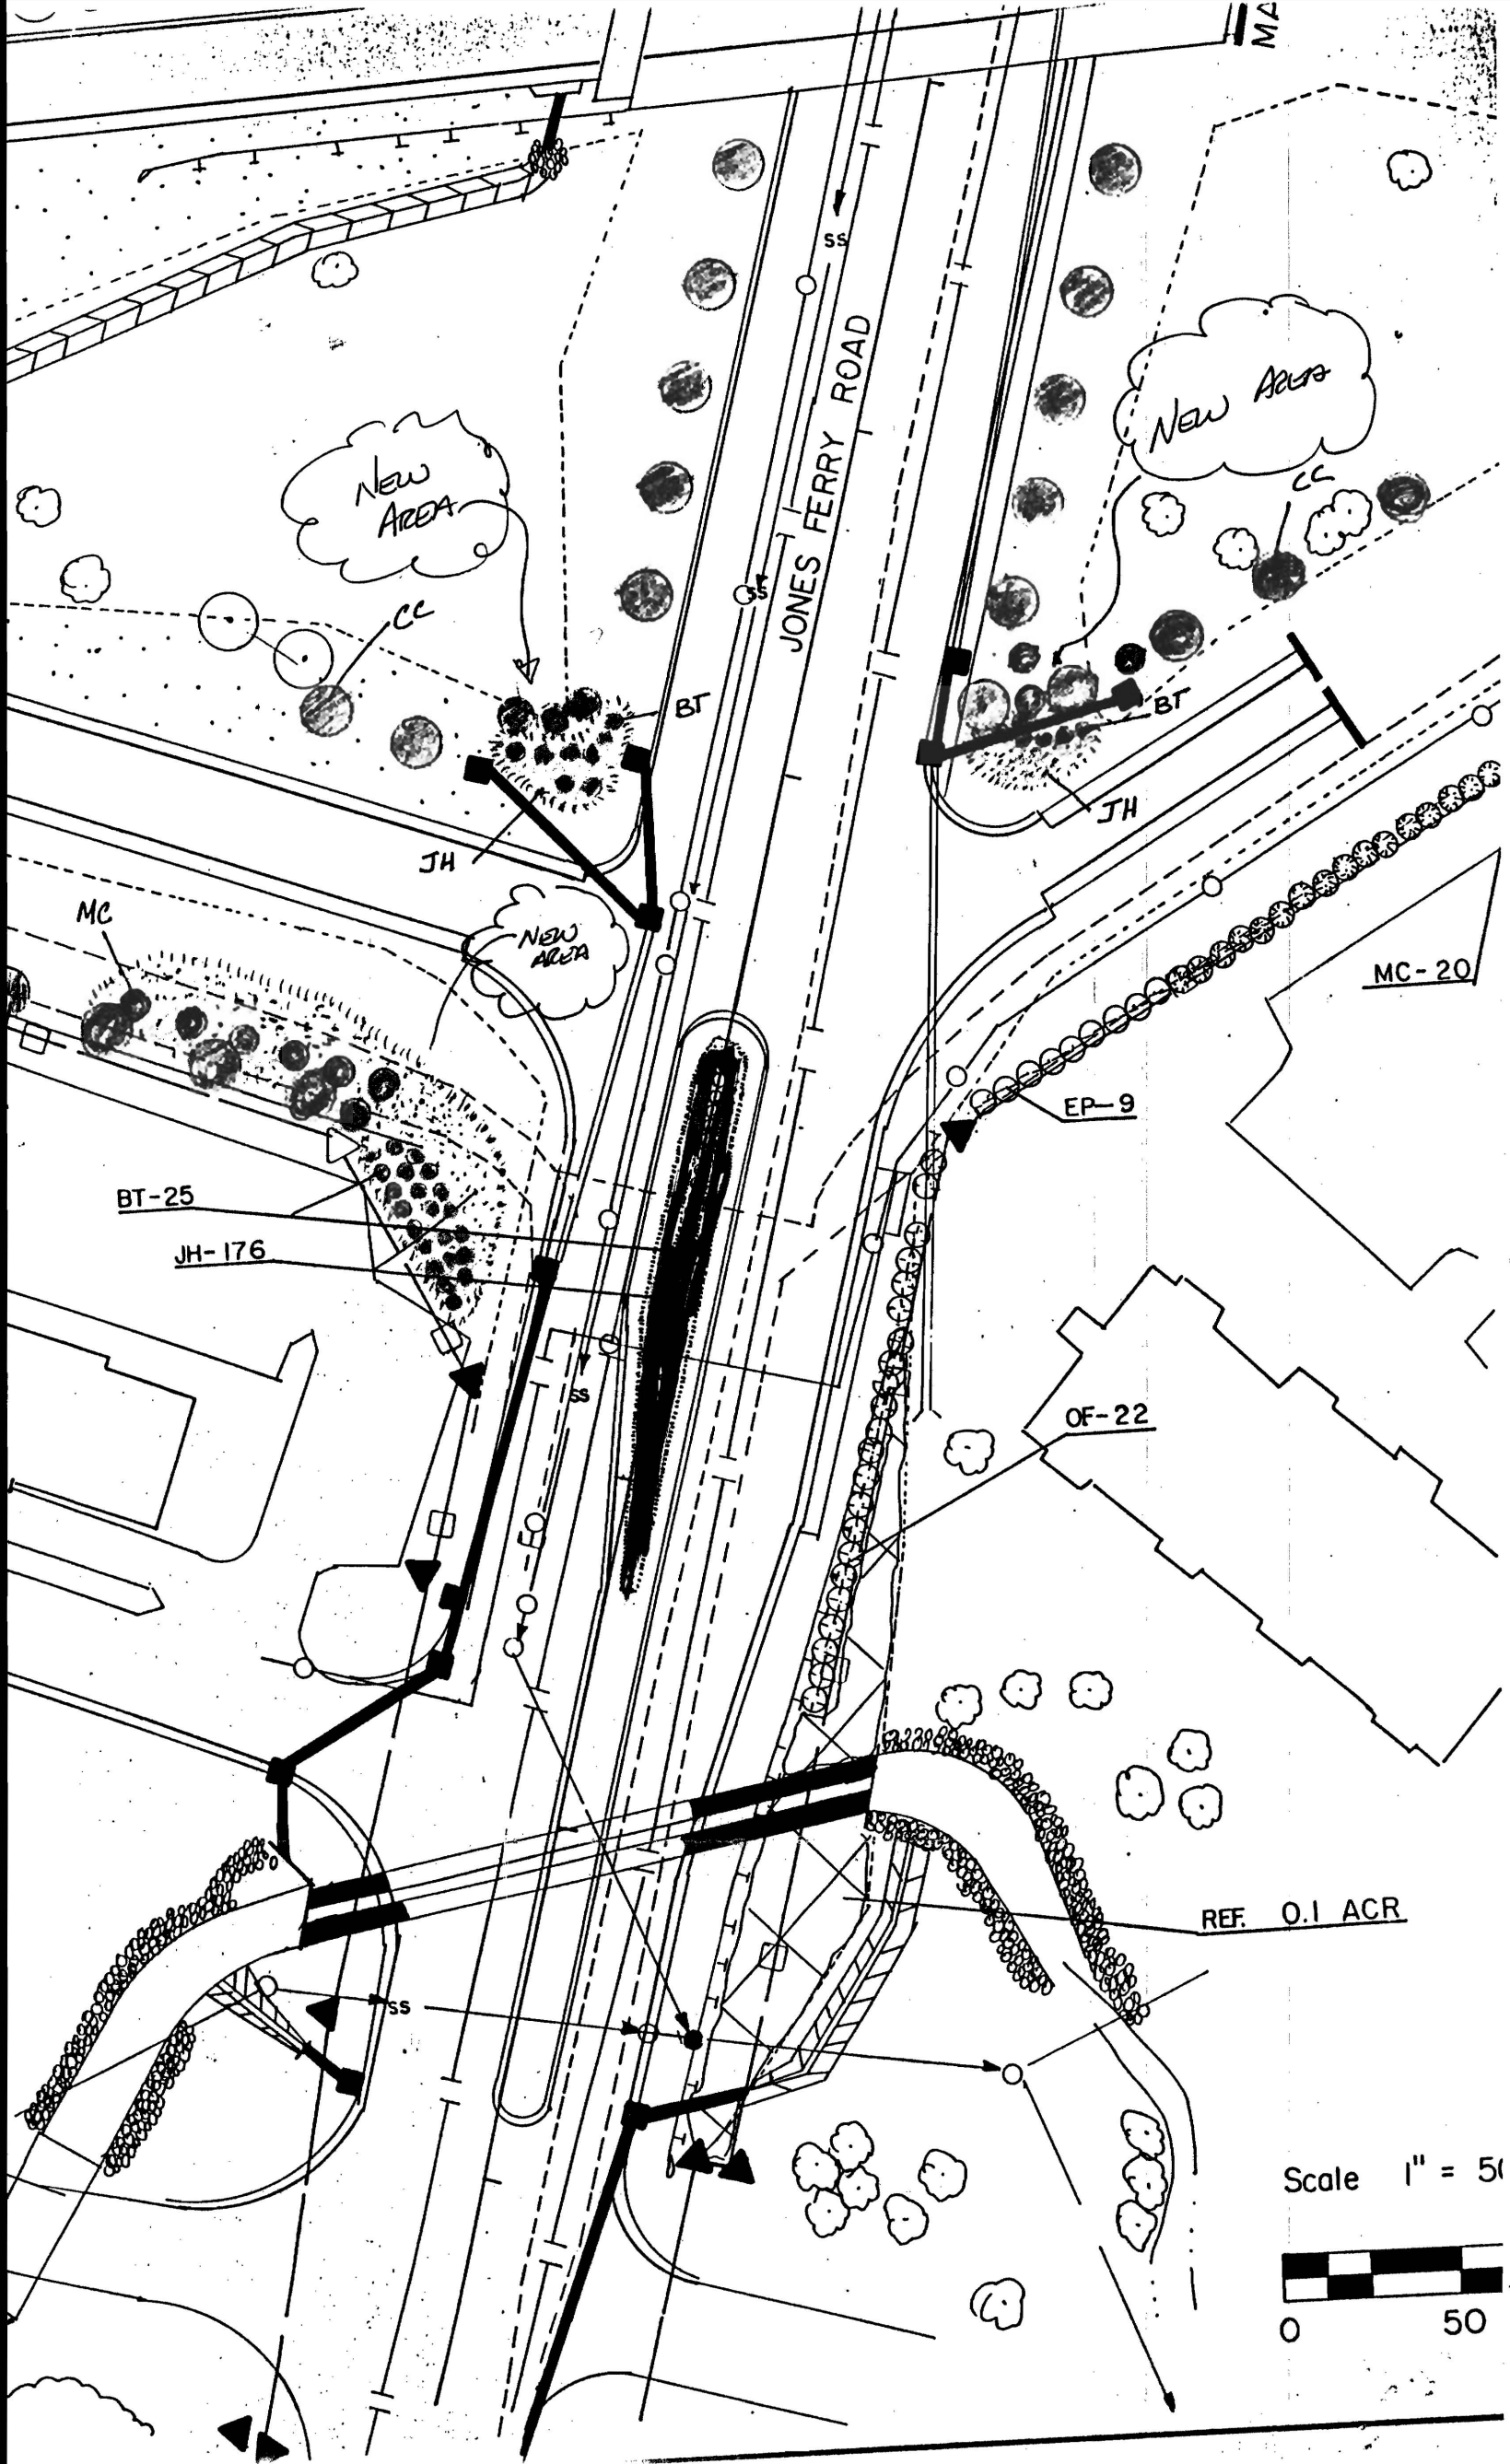 MA
SS
JONES FERRY ROAD
NEW AREA
NEW
AREA
CC
CC
SS
BT
BT
JH
JH
MC
NEW
AREA
MC-20
EP-9
BT-25
JH-176
SS
OF-22
REF. 0.1 ACR
SS
Scale 1" = 50
0 50